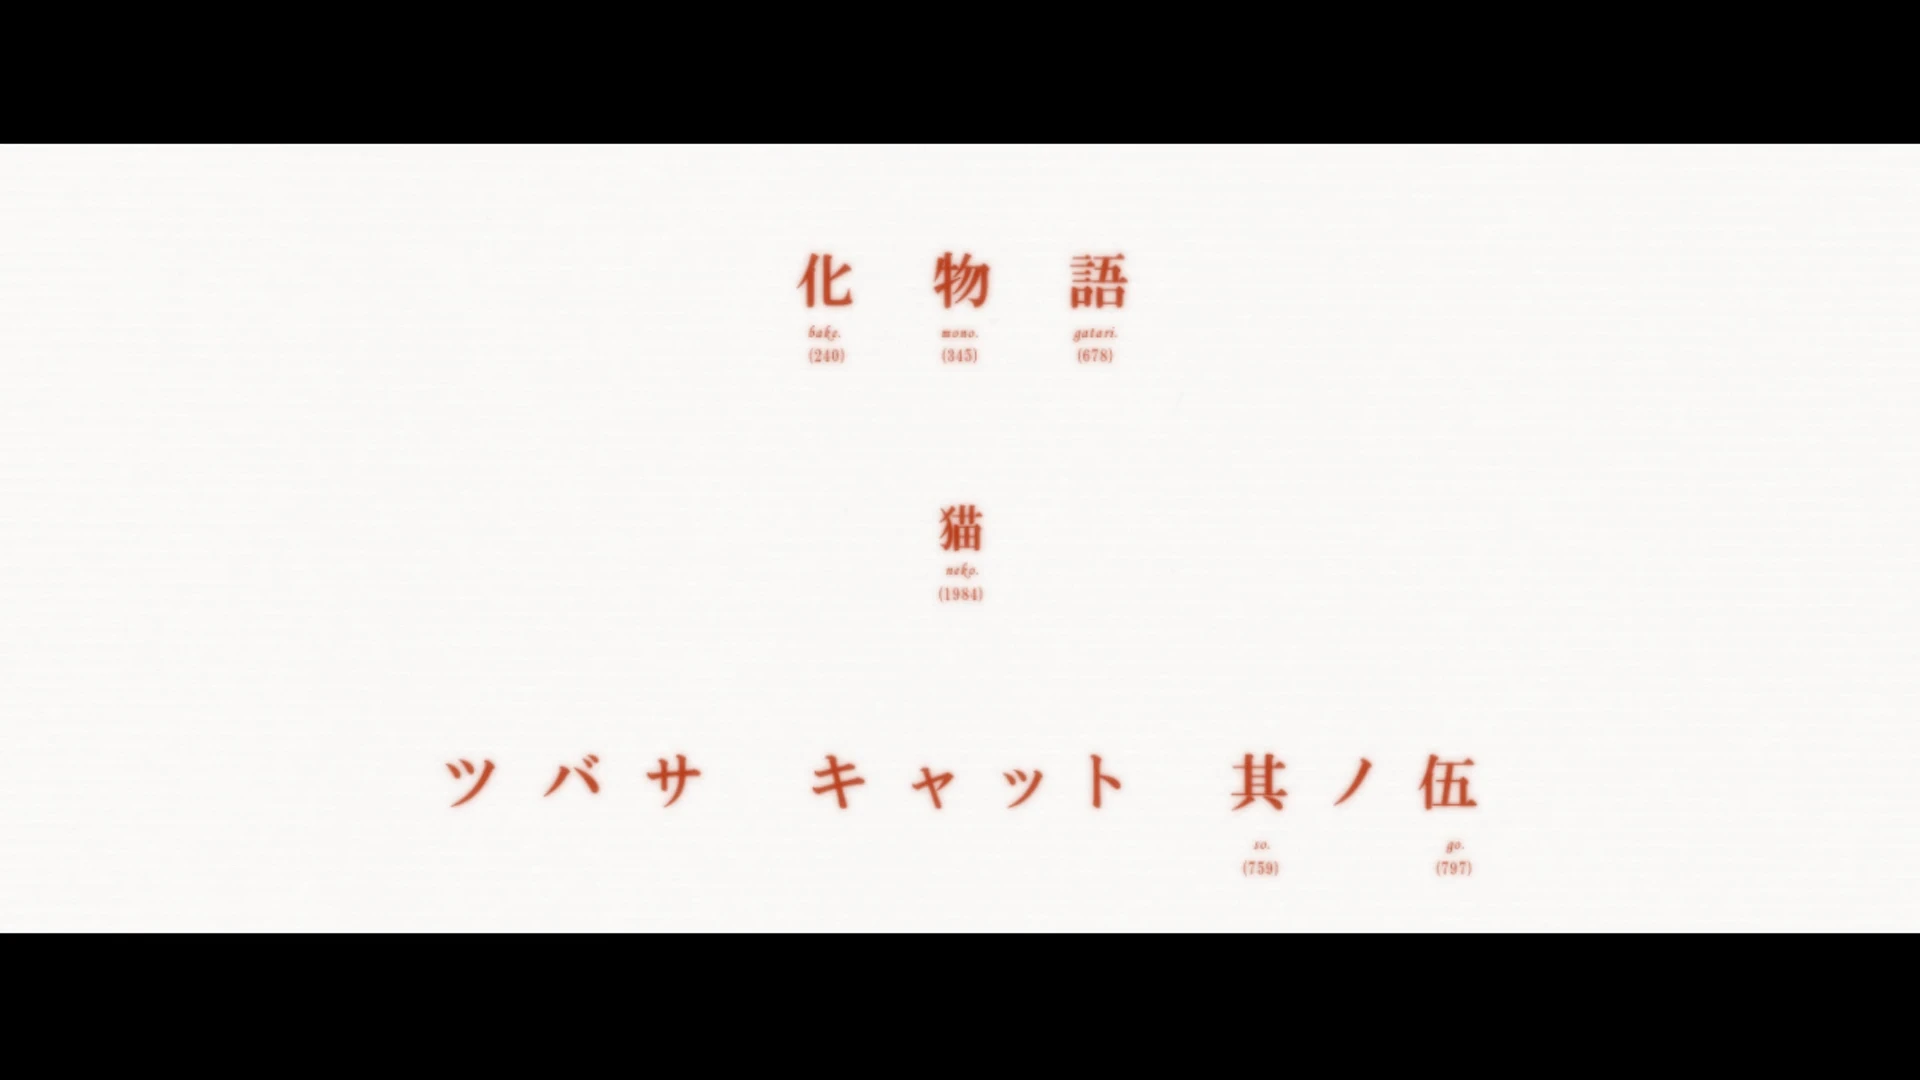 化 物 語
bake. mono. gatari.
(240) (345) (678)
猫
neko.
(1984)
ツバサ キャット 其ノ伍
so. go.
(759) (797)